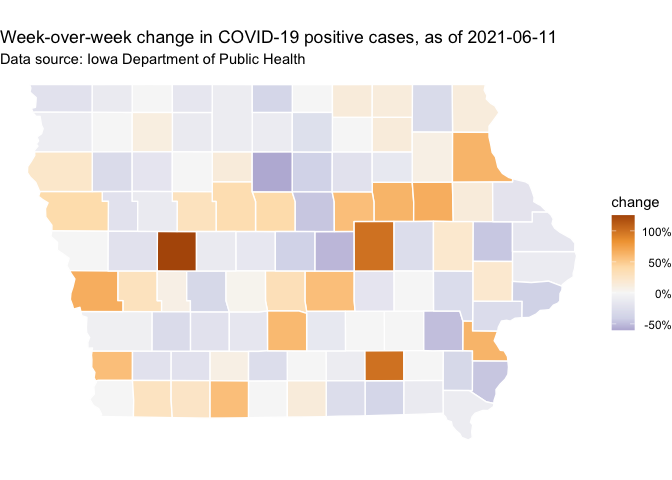 Week-over-week change in COVID-19 positive cases, as of 2021-06-11
Data source: Iowa Department of Public Health
change
100%
50%
0%
-50%